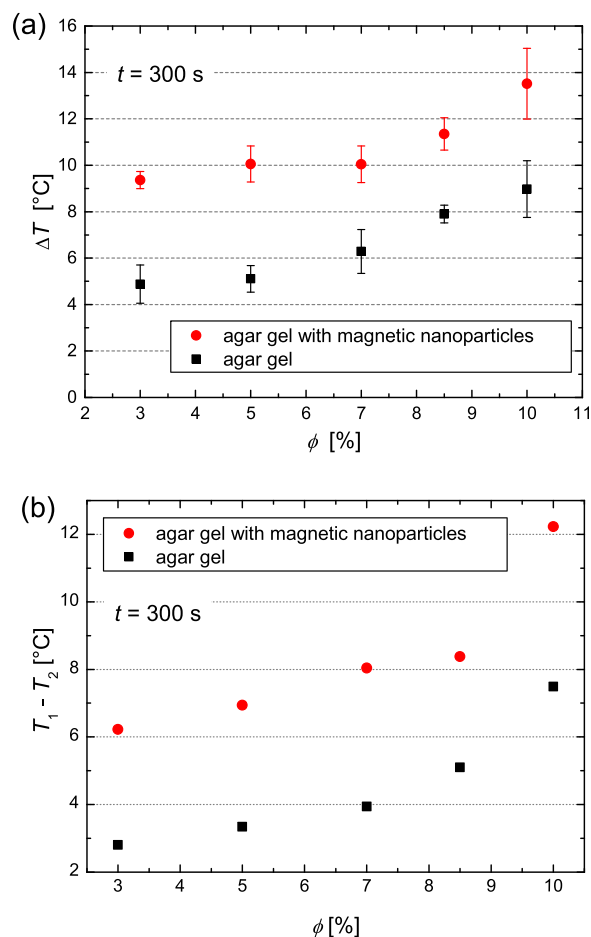 (a)
16
14
12
10
8
6
4
2
0
ΔT [°C]
t = 300 s
agar gel with magnetic nanoparticles
agar gel
2 3 4 5 6 7 8 9 10 11
ϕ [%]
(b)
12
10
8
6
4
2
T₁ - T₂ [°C]
agar gel with magnetic nanoparticles
agar gel
t = 300 s
3 4 5 6 7 8 9 10
ϕ [%]